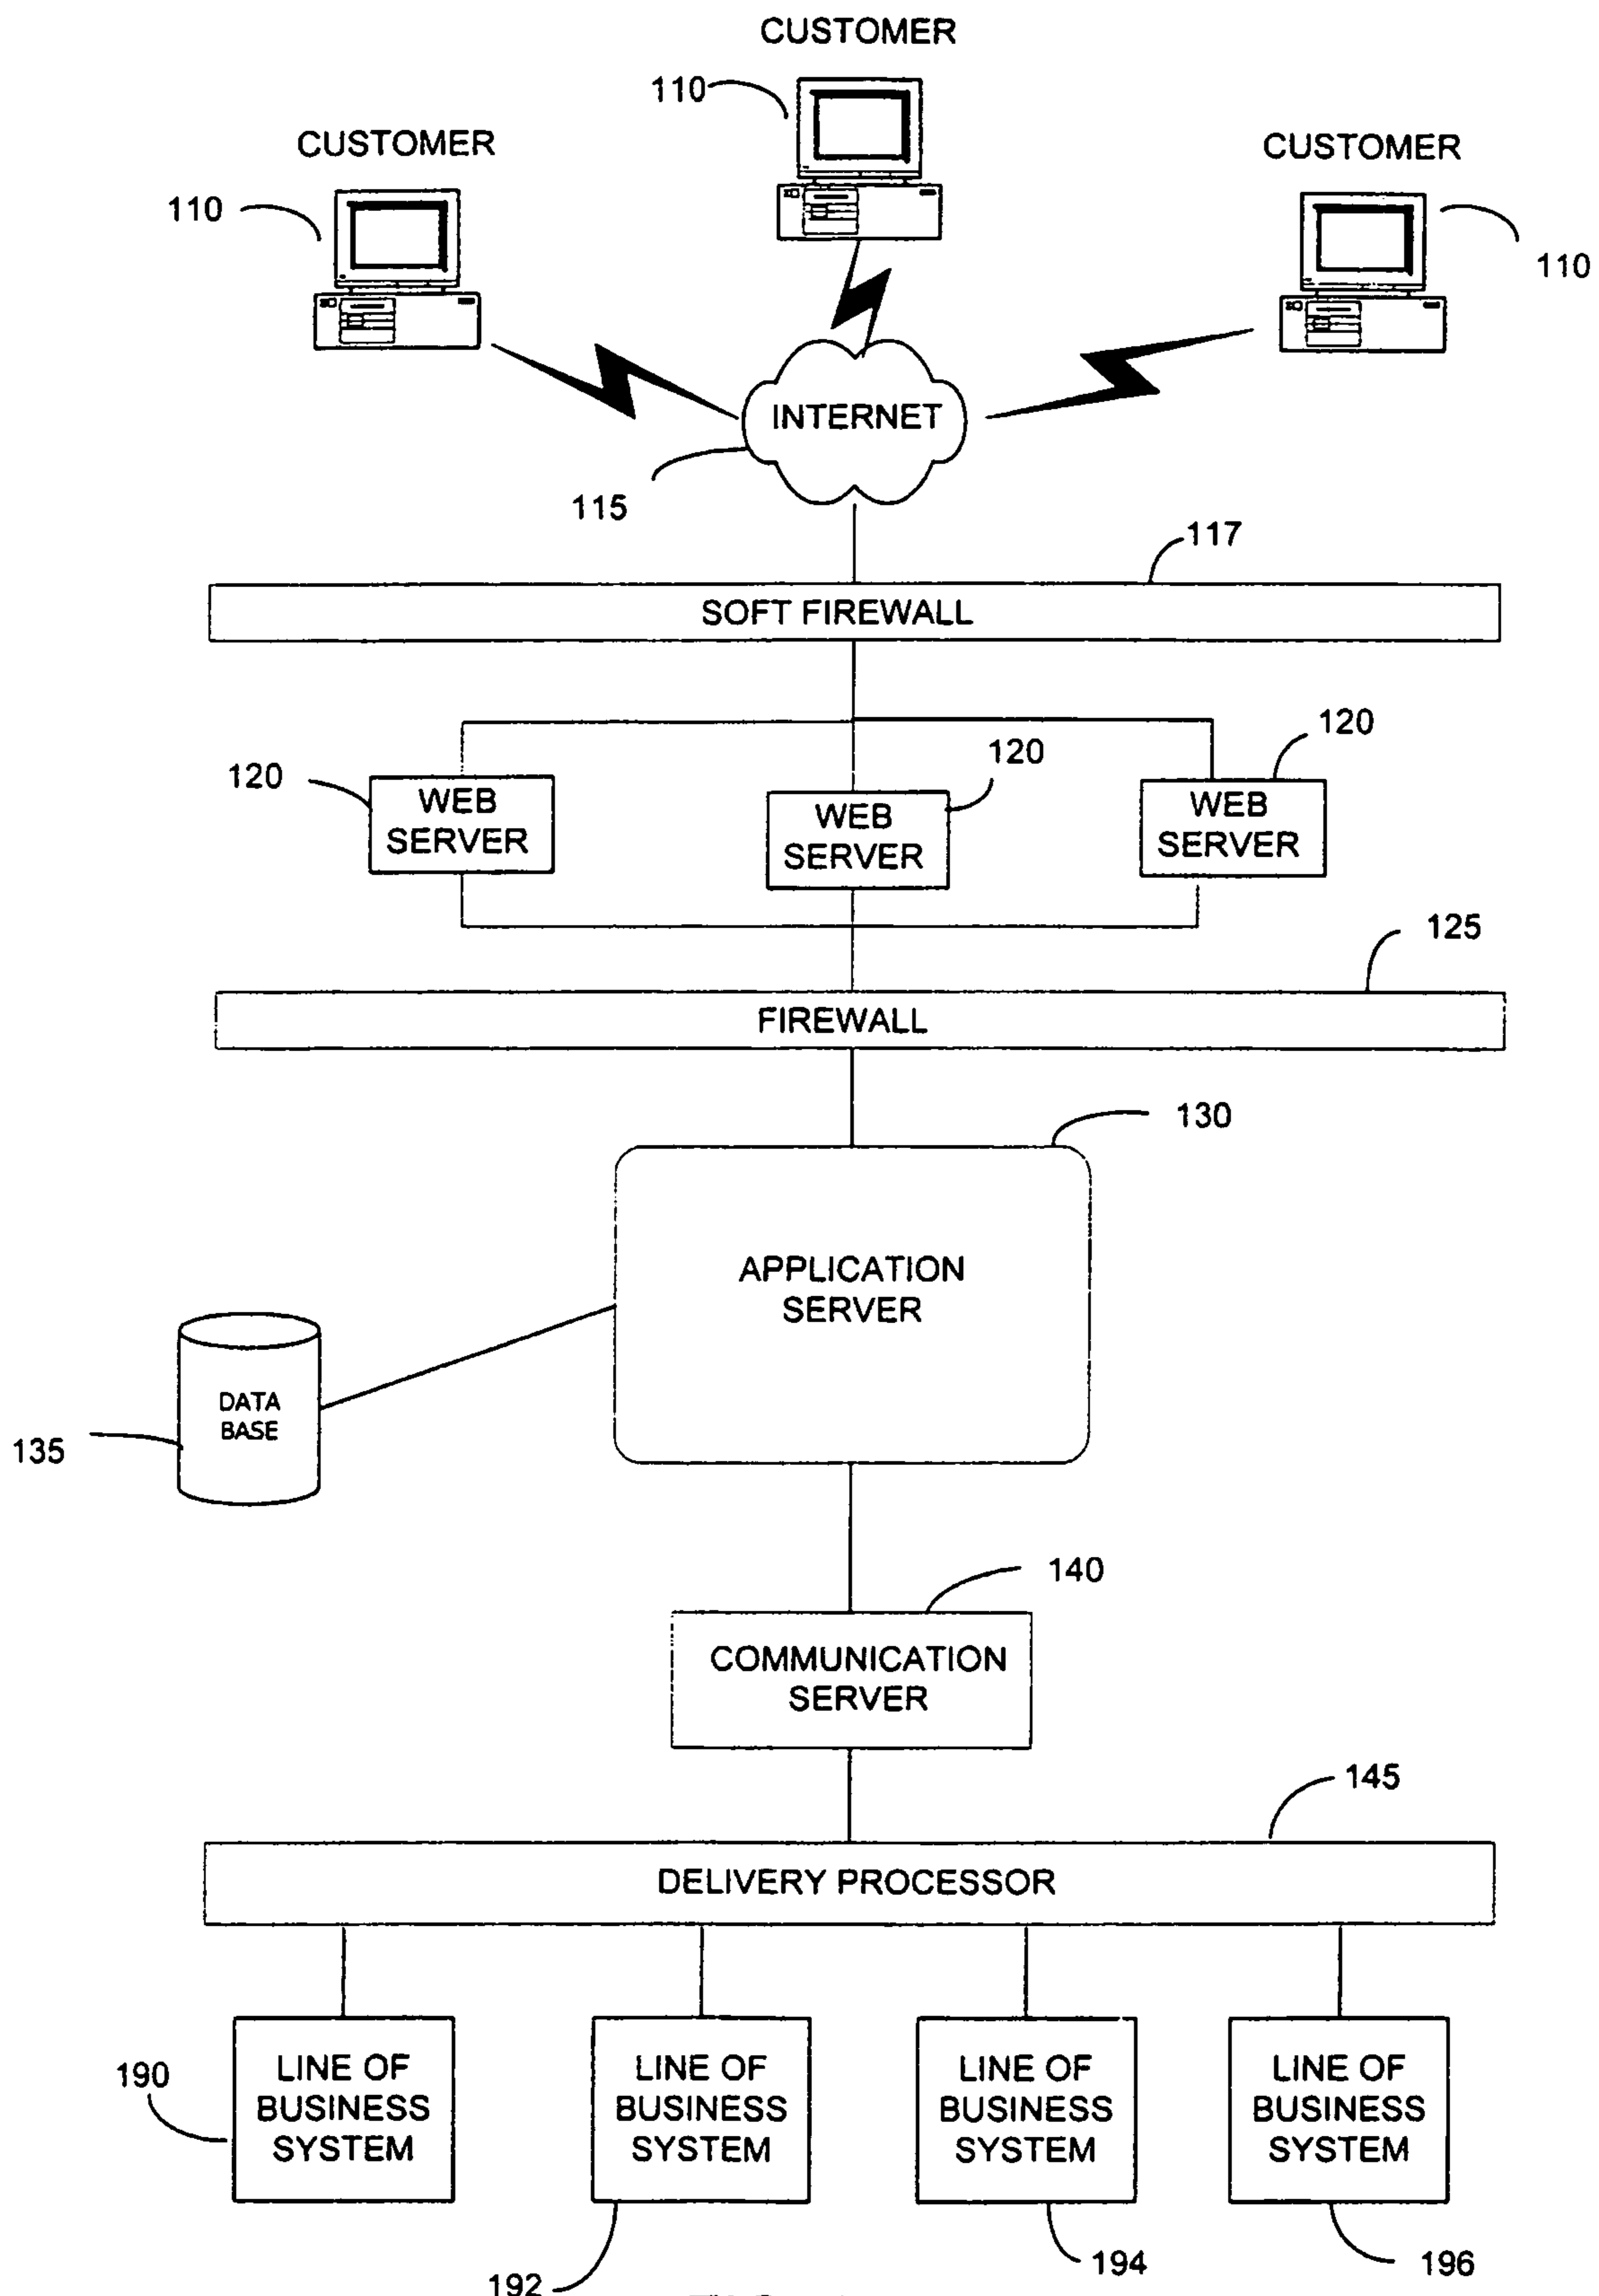 CUSTOMER
110
CUSTOMER
CUSTOMER
110
110
INTERNET
115
117
SOFT FIREWALL
120
120
120
WEB
SERVER
WEB
SERVER
WEB
SERVER
125
FIREWALL
130
APPLICATION
SERVER
DATA
BASE
135
140
COMMUNICATION
SERVER
145
DELIVERY PROCESSOR
190
LINE OF
BUSINESS
SYSTEM
LINE OF
BUSINESS
SYSTEM
LINE OF
BUSINESS
SYSTEM
LINE OF
BUSINESS
SYSTEM
192
194
196